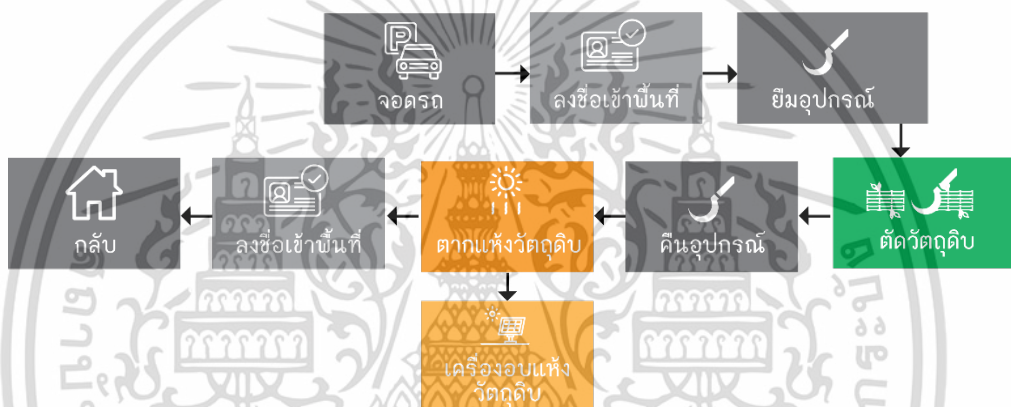 P
จอดรถ
ลงชื่อเข้าพื้นที่
ยืมอุปกรณ์
ตัดวัตถุดิบ
คืนอุปกรณ์
ตากแห้งวัตถุดิบ
ลงชื่อเข้าพื้นที่
กลับ
เครื่องอบแห้ง
วัตถุดิบ